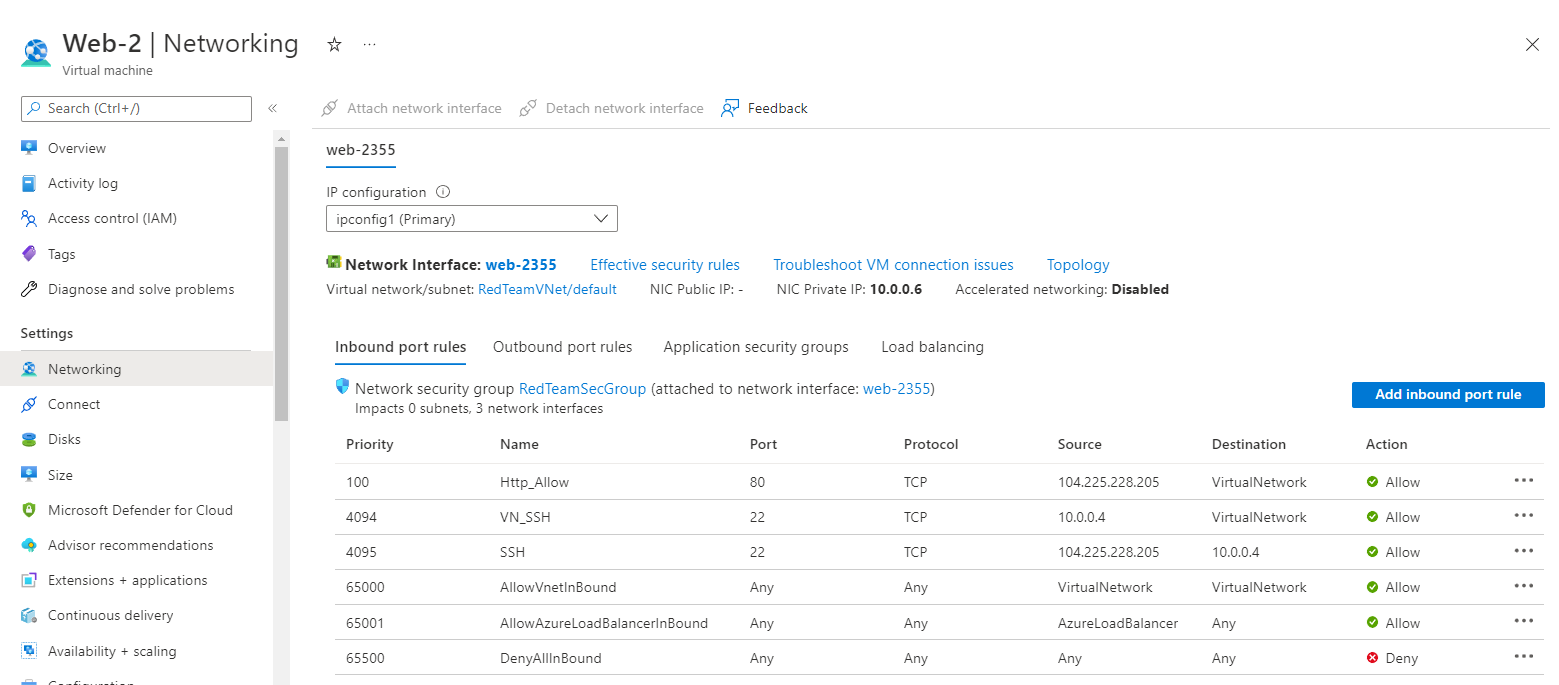 Web-2 | Networking
Virtual machine
Search (Ctrl+/)
Overview
Activity log
Access control (IAM)
Tags
Diagnose and solve problems
Settings
Networking
Connect
Disks
Size
Microsoft Defender for Cloud
Advisor recommendations
Extensions + applications
Continuous delivery
Availability + scaling
Configuration
Attach network interface Detach network interface Feedback
web-2355
IP configuration
ipconfig1 (Primary)
Network Interface: web-2355 Effective security rules Troubleshoot VM connection issues Topology
Virtual network/subnet: RedTeamVNet/default NIC Public IP: - NIC Private IP: 10.0.0.6 Accelerated networking: Disabled
Inbound port rules Outbound port rules Application security groups Load balancing
Network security group RedTeamSecGroup (attached to network interface: web-2355)
Impacts 0 subnets, 3 network interfaces
Add inbound port rule
Priority Name Port Protocol Source Destination Action
100 Http_Allow 80 TCP 104.225.228.205 VirtualNetwork Allow
4094 VN_SSH 22 TCP 10.0.0.4 VirtualNetwork Allow
4095 SSH 22 TCP 104.225.228.205 10.0.0.4 Allow
65000 AllowVnetInBound Any Any VirtualNetwork VirtualNetwork Allow
65001 AllowAzureLoadBalancerInBound Any Any AzureLoadBalancer Any Allow
65500 DenyAllInBound Any Any Any Any Deny